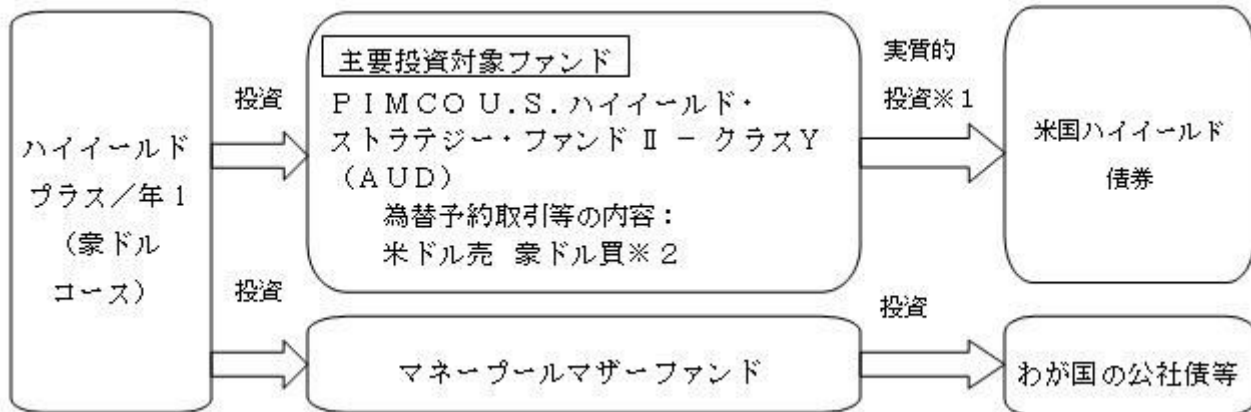 ハイイールド
プラス／年１
（豪ドル
コース）
投資
投資
主要投資対象ファンド
ＰＩＭＣＯ Ｕ.Ｓ.ハイイールド・
ストラテジー・ファンド Ⅱ － クラスＹ
（ＡＵＤ）
為替予約取引等の内容：
米ドル売 豪ドル買※２
マネープールマザーファンド
実質的
投資※１
投資
米国ハイイールド
債券
わが国の公社債等